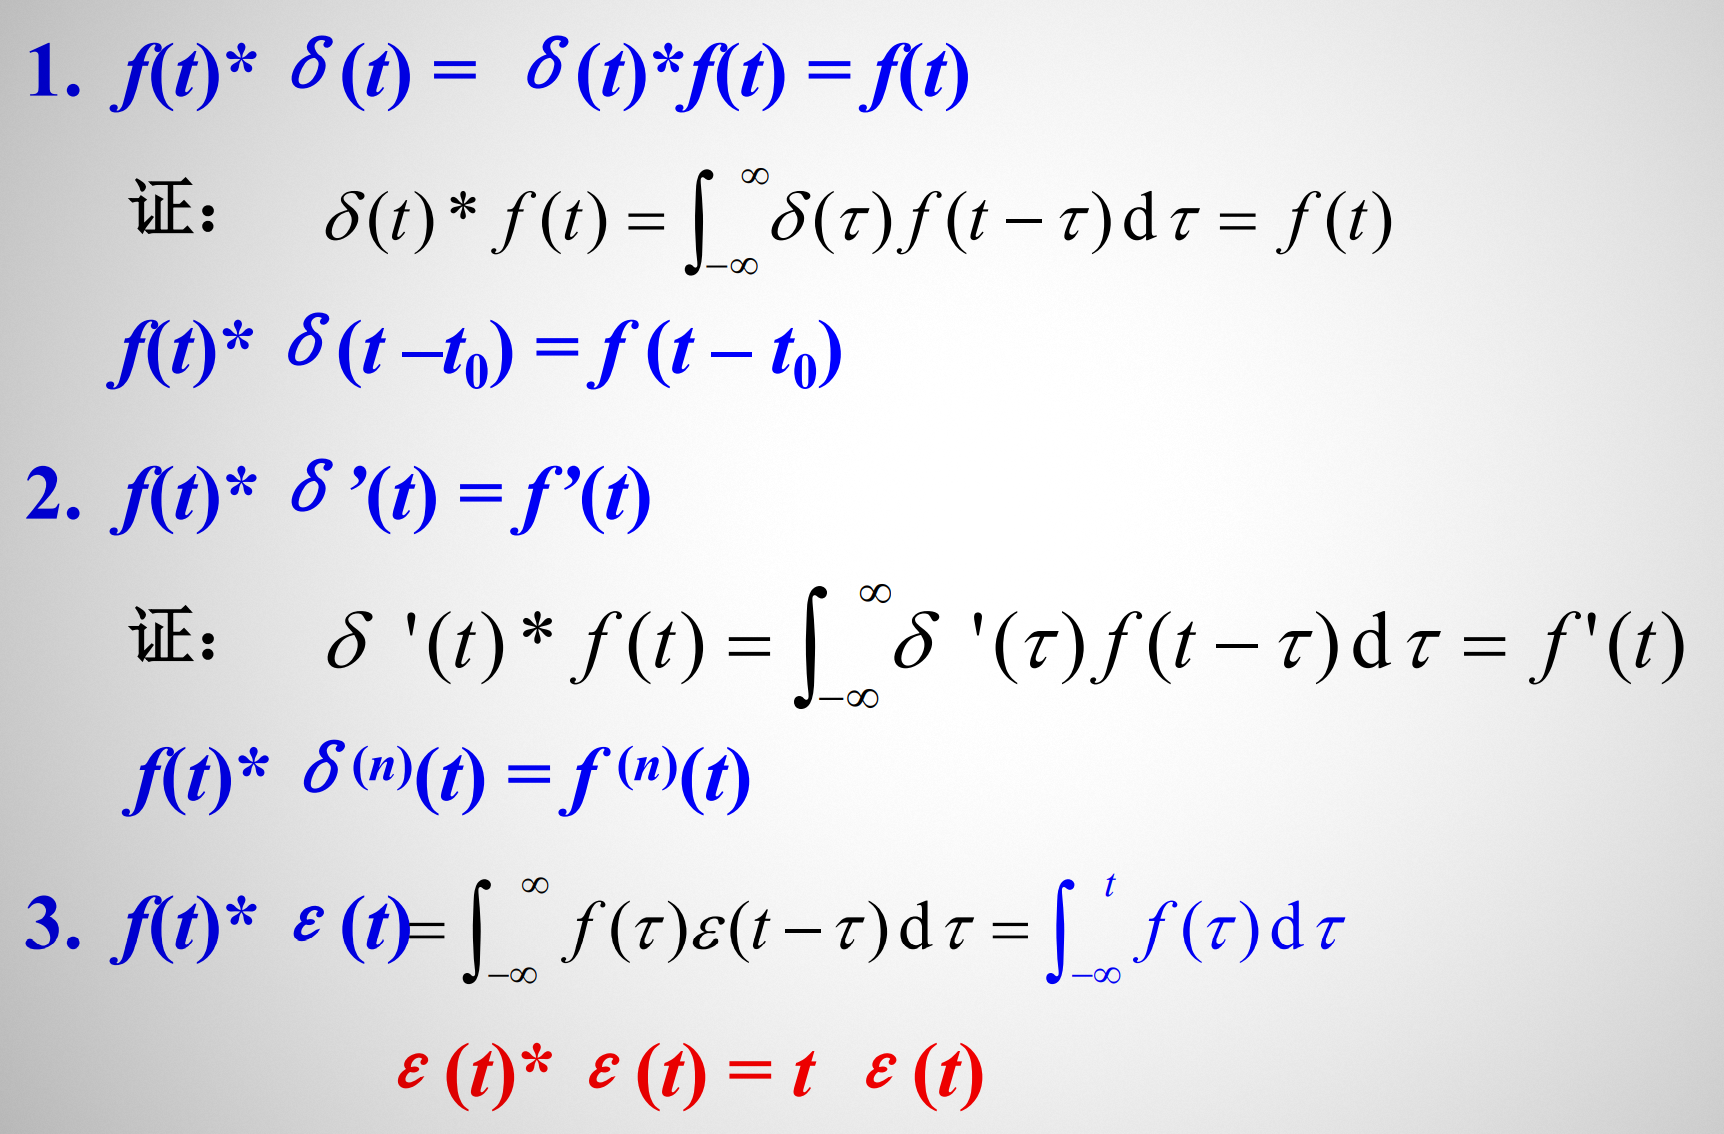 1. f(t)* δ(t) = δ(t)*f(t) = f(t)
证： δ(t)* f(t) = ∫_{−∞}^{∞} δ(τ) f(t − τ) dτ = f(t)
f(t)* δ(t –t₀) = f (t – t₀)
2. f(t)* δ’(t) = f’(t)
证： δ '(t)* f(t) = ∫_{−∞}^{∞} δ '(τ) f(t − τ) dτ = f '(t)
f(t)* δ⁽ⁿ⁾(t) = f ⁽ⁿ⁾(t)
3. f(t)* ε(t)= ∫_{−∞}^{∞} f(τ)ε(t − τ) dτ = ∫_{−∞}^{t} f(τ) dτ
ε(t)* ε(t) = t ε(t)